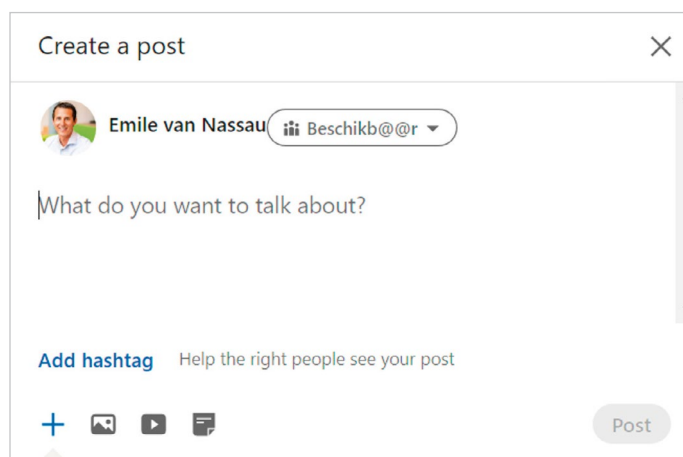 Create a post
Emile van Nassau Beschikb@@r
What do you want to talk about?
Add hashtag Help the right people see your post
Post